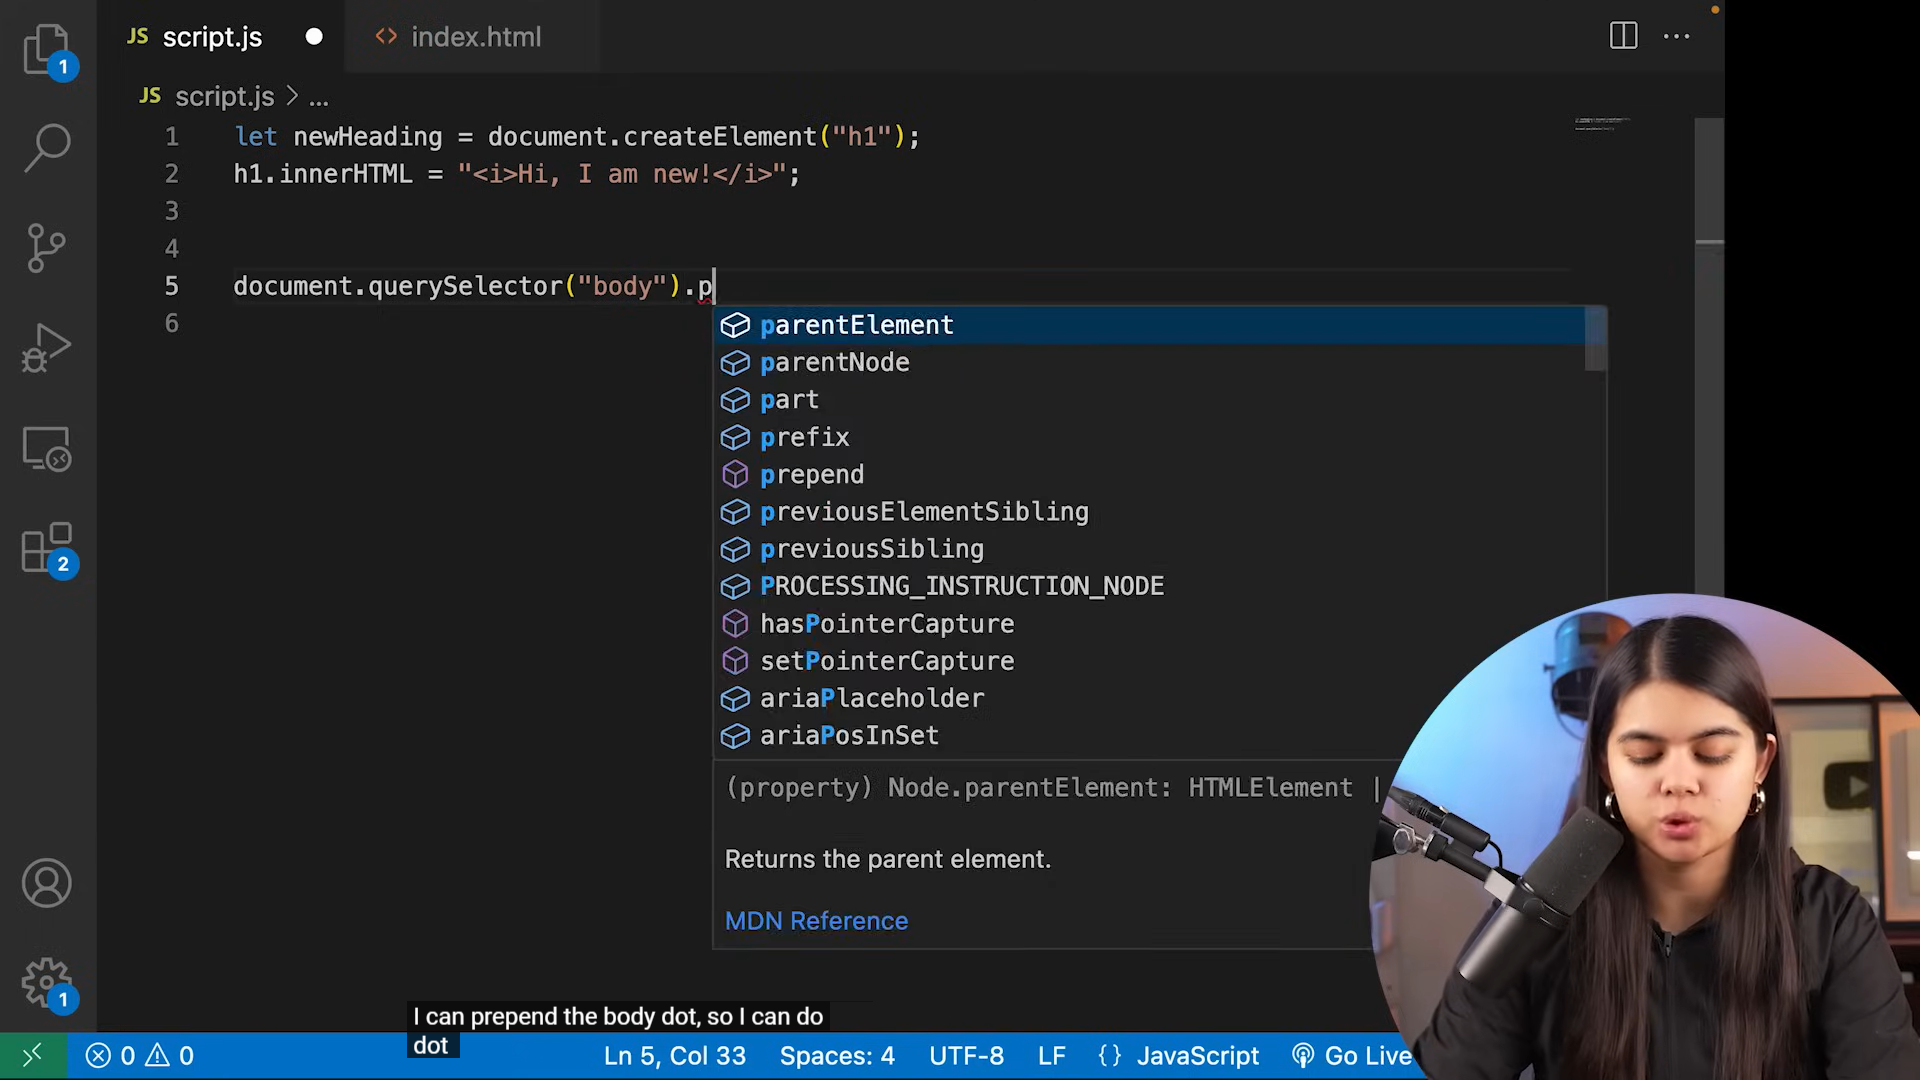 JS script.js
<> index.html
JS script.js > ...
1 let newHeading = document.createElement("h1");
2 h1.innerHTML = "<i>Hi, I am new!</i>";
3
4
5 document.querySelector("body").p
6
parentElement
parentNode
part
prefix
prepend
previousElementSibling
previousSibling
PROCESSING_INSTRUCTION_NODE
hasPointerCapture
setPointerCapture
ariaPlaceholder
ariaPosInSet
(property) Node.parentElement: HTMLElement |
Returns the parent element.
MDN Reference
1
2
1
I can prepend the body dot, so I can do
dot
0 0 Ln 5, Col 33 Spaces: 4 UTF-8 LF {} JavaScript Go Live